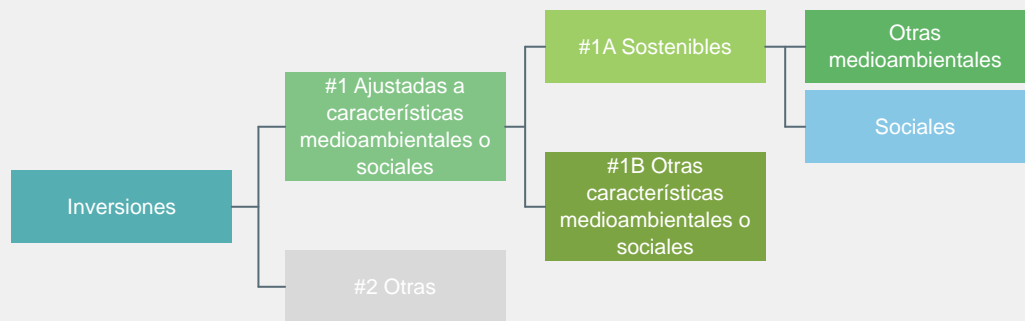 Inversiones
#1 Ajustadas a
características
medioambientales o
sociales
#2 Otras
#1A Sostenibles
#1B Otras
características
medioambientales o
sociales
Otras
medioambientales
Sociales